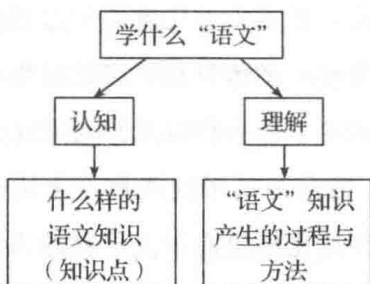 学什么“语文”
认知
理解
什么样的
语文知识
（知识点）
“语文”知识
产生的过程与
方法